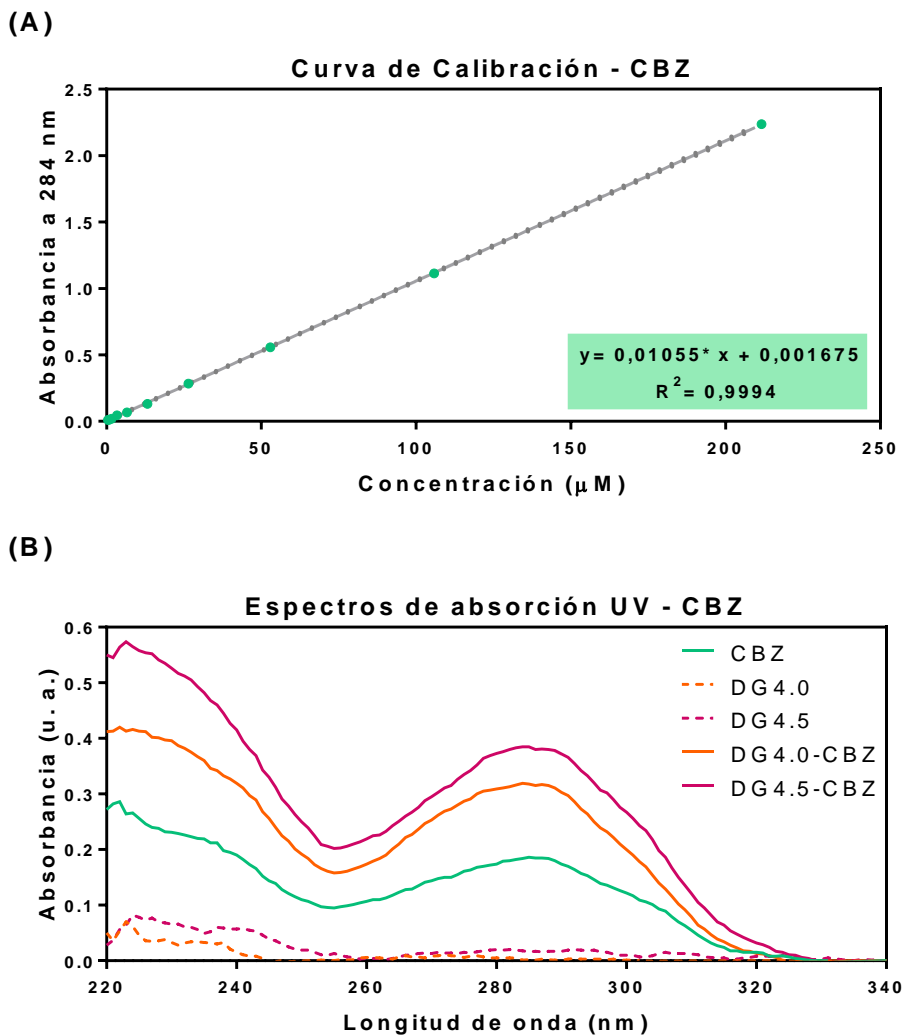 (A)
Curva de Calibración - CBZ
Absorbancia a 284 nm
2.5
2.0
1.5
1.0
0.5
0.0
y= 0,01055* x + 0,001675
R²= 0,9994
0 50 100 150 200 250
Concentración (µM)
(B)
Espectros de absorción UV - CBZ
Absorbancia (u. a.)
0.6
0.5
0.4
0.3
0.2
0.1
0.0
CBZ
DG4.0
DG4.5
DG4.0-CBZ
DG4.5-CBZ
220 240 260 280 300 320 340
Longitud de onda (nm)